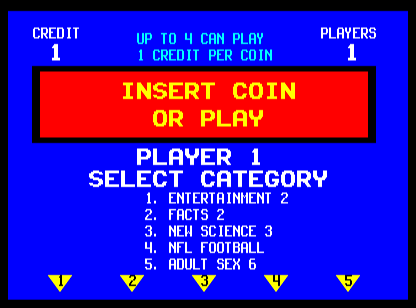 CREDIT
1
UP TO 4 CAN PLAY
1 CREDIT PER COIN
PLAYERS
1
INSERT COIN
OR PLAY
PLAYER 1
SELECT CATEGORY
1. ENTERTAINMENT 2
2. FACTS 2
3. NEW SCIENCE 3
4. NFL FOOTBALL
5. ADULT SEX 6
1 2 3 4 5